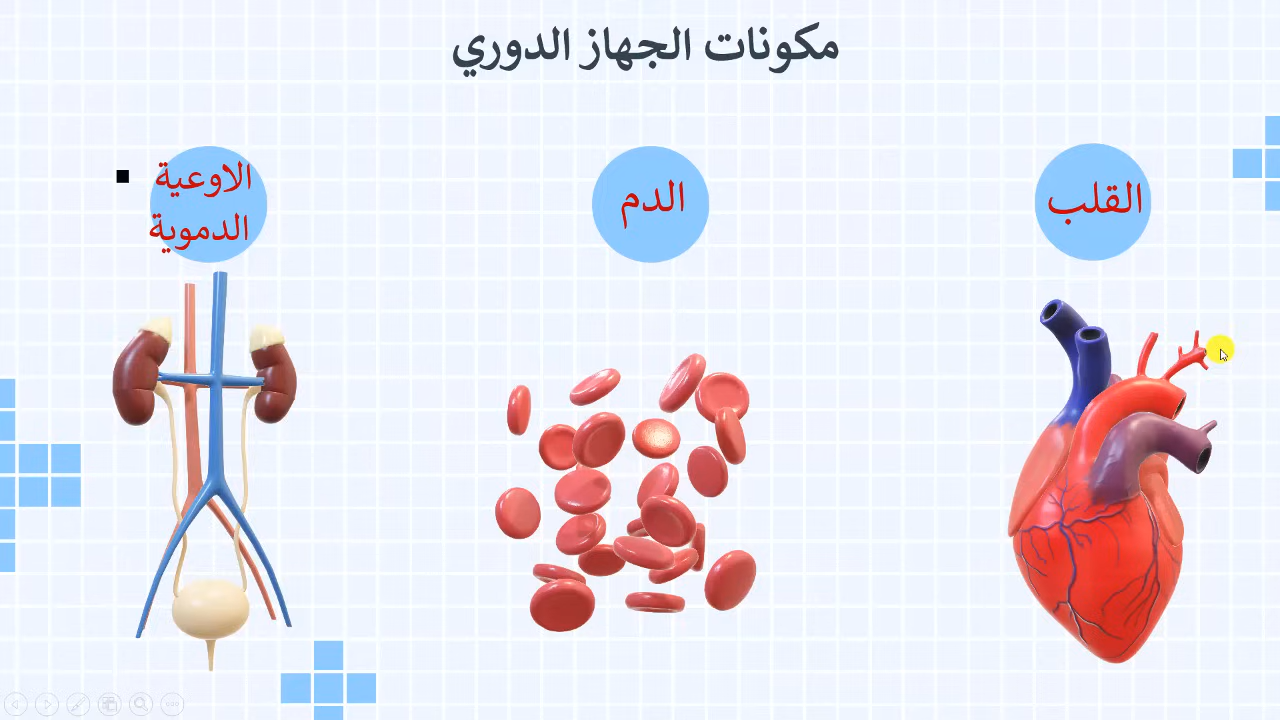 مكونات الجهاز الدوري
القلب
الدم
▪ الاوعية
الدموية